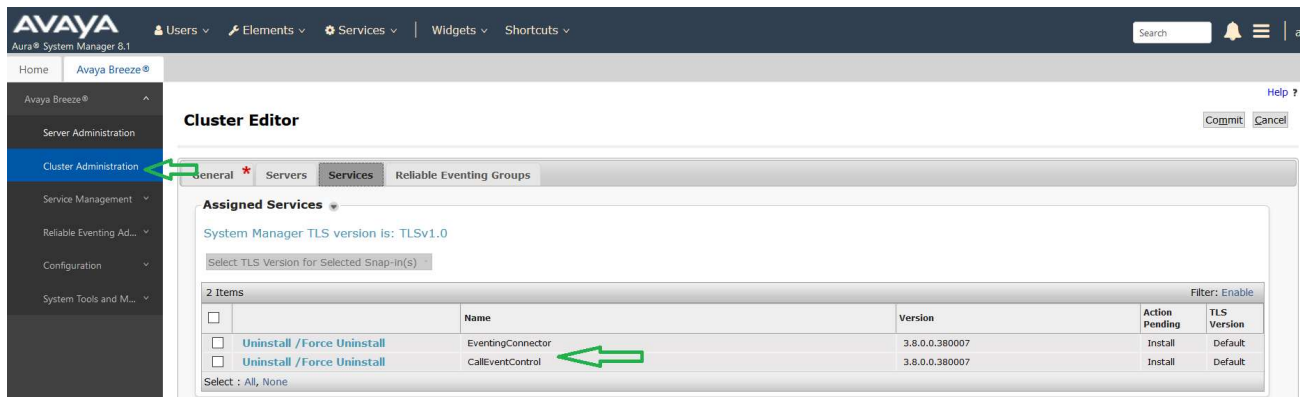 AVAYA
Aura® System Manager 8.1
Users Elements Services | Widgets Shortcuts
Search
Home Avaya Breeze®
Avaya Breeze®
Server Administration
Cluster Administration
Service Management
Reliable Eventing Ad...
Configuration
System Tools and M...
Help ?
Cluster Editor
Commit Cancel
General * Servers Services Reliable Eventing Groups
Assigned Services
System Manager TLS version is: TLSv1.0
Select TLS Version for Selected Snap-in(s)
2 Items Filter: Enable
Name Version Action Pending TLS Version
Uninstall /Force Uninstall EventingConnector 3.8.0.0.380007 Install Default
Uninstall /Force Uninstall CallEventControl 3.8.0.0.380007 Install Default
Select : All, None